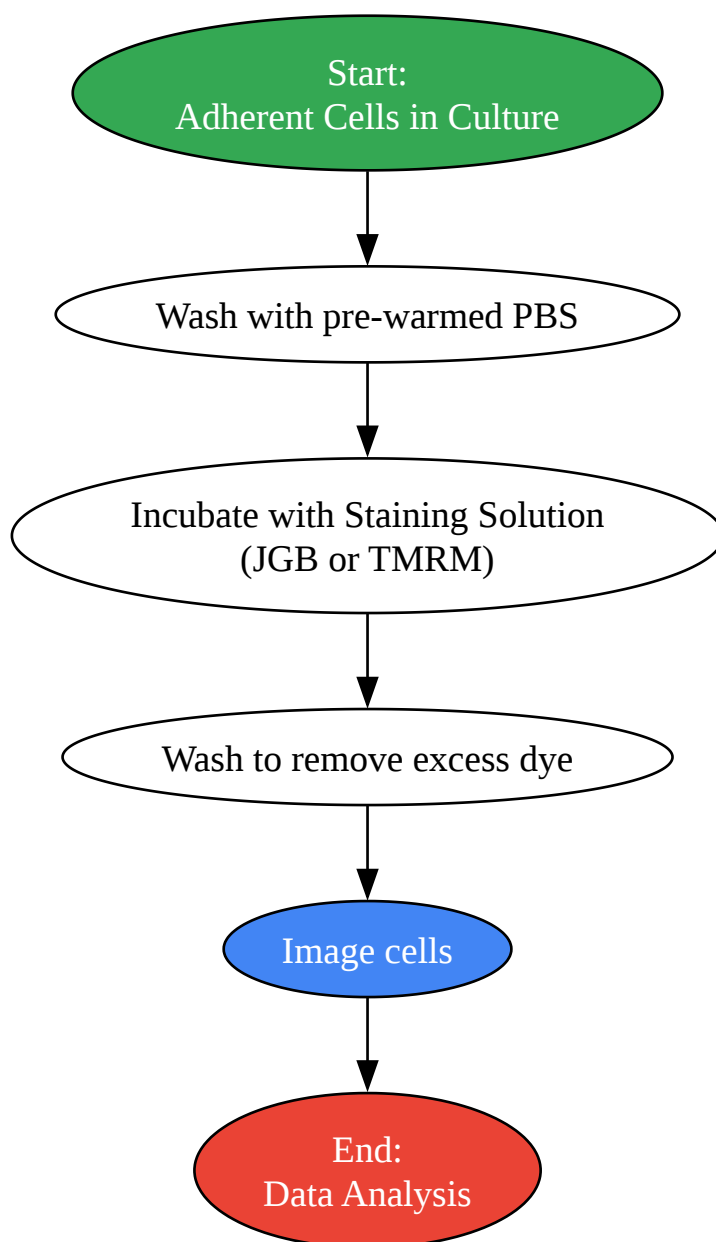 Start:
Adherent Cells in Culture
Wash with pre-warmed PBS
Incubate with Staining Solution
(JGB or TMRM)
Wash to remove excess dye
Image cells
End:
Data Analysis